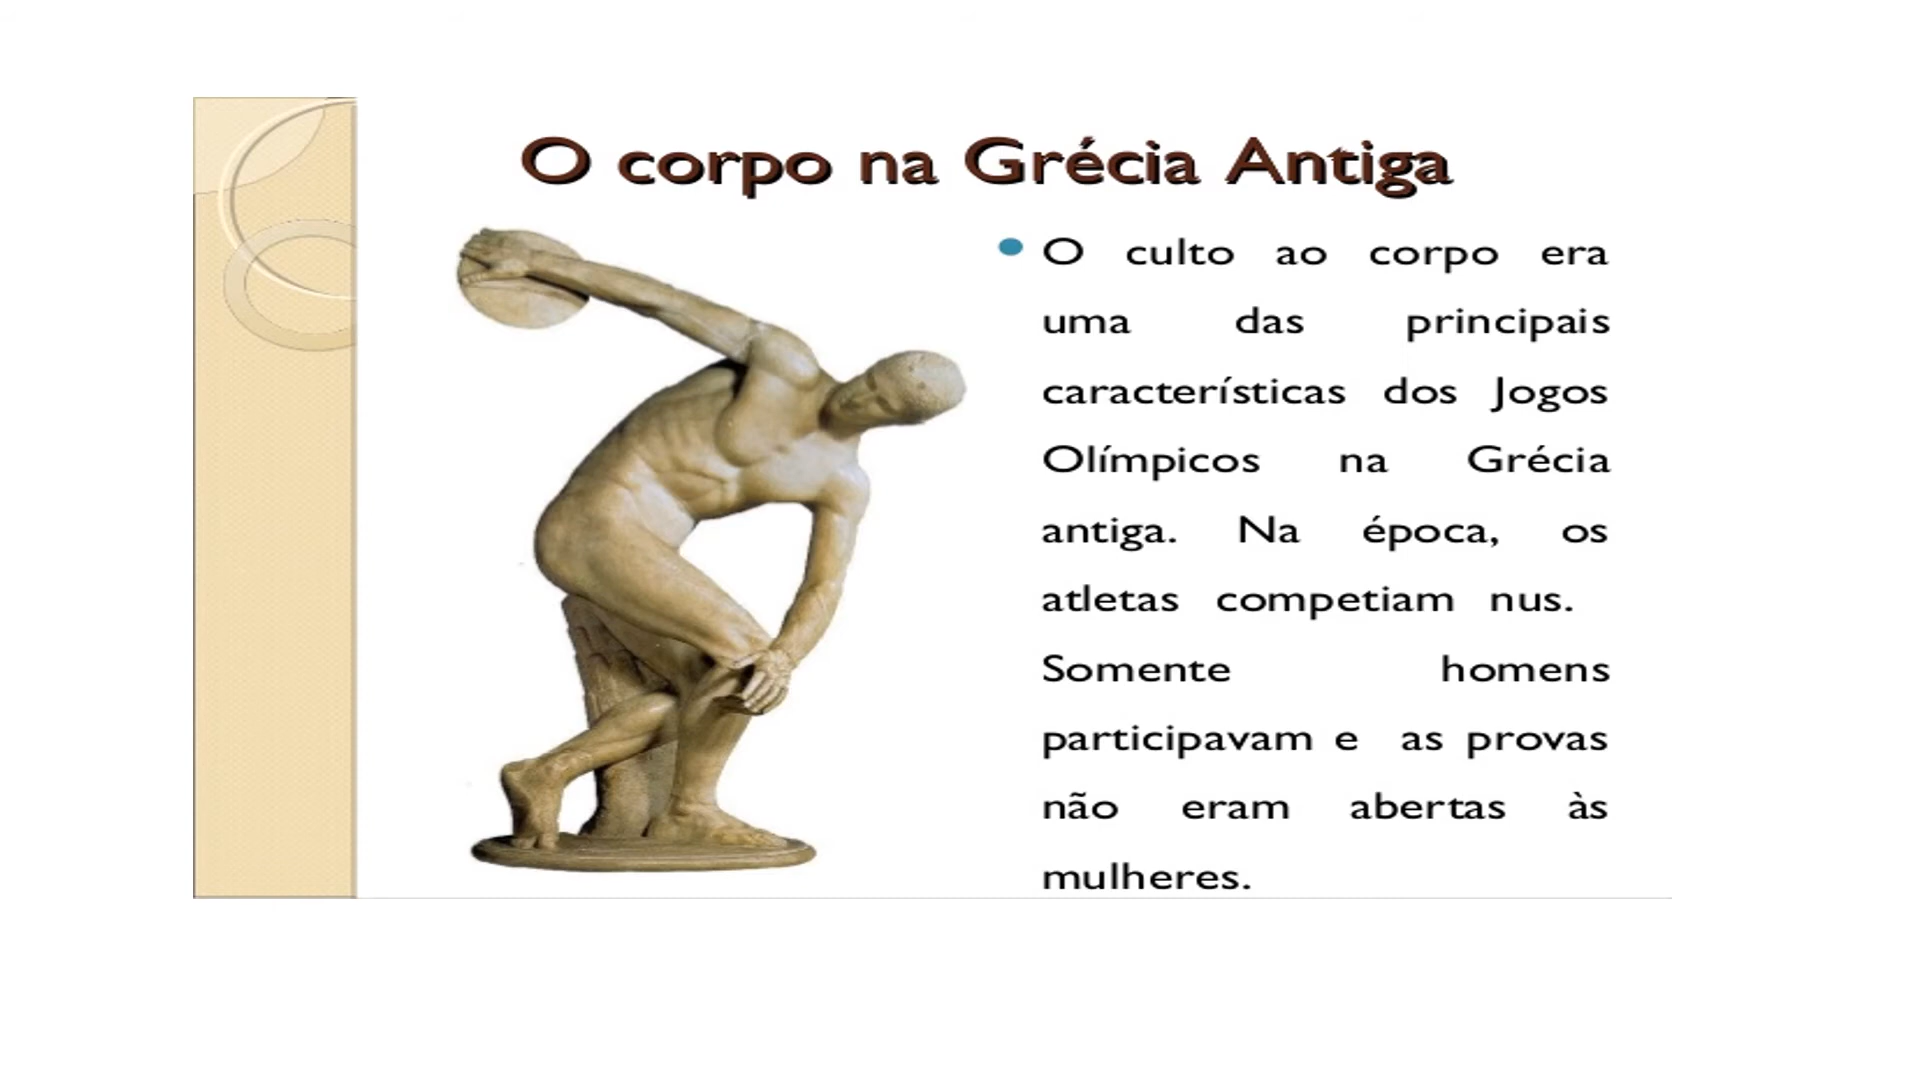 O corpo na Grécia Antiga
O culto ao corpo era
uma das principais
características dos Jogos
Olímpicos na Grécia
antiga. Na época, os
atletas competiam nus.
Somente homens
participavam e as provas
não eram abertas às
mulheres.